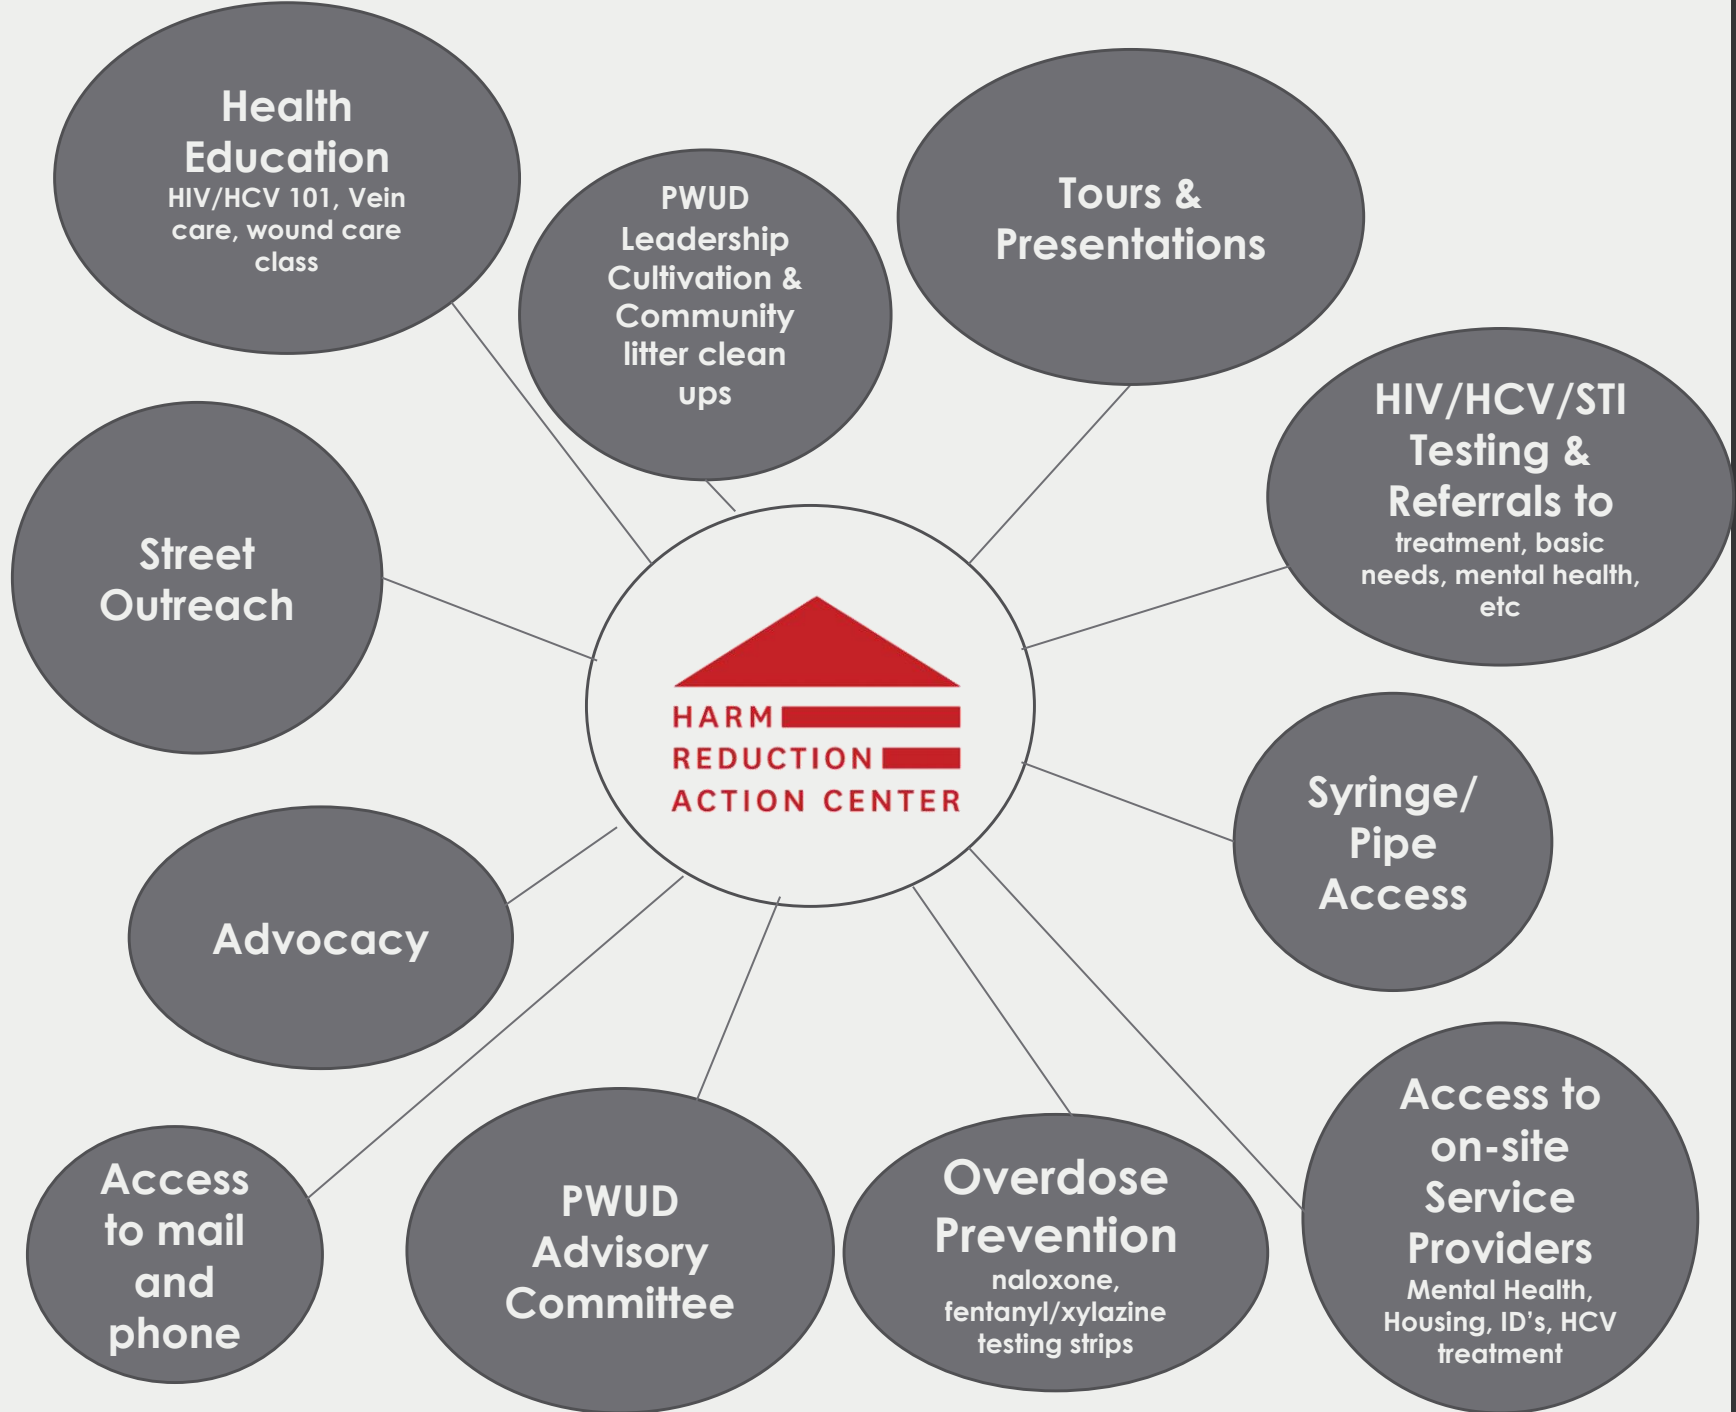 Health
Education
HIV/HCV 101, Vein
care, wound care
class
PWUD
Leadership
Cultivation &
Community
litter clean
ups
Tours &
Presentations
HIV/HCV/STI
Testing &
Referrals to
treatment, basic
needs, mental health,
etc
Street
Outreach
HARM
REDUCTION
ACTION CENTER
Syringe/
Pipe
Access
Advocacy
Access
to mail
and
phone
PWUD
Advisory
Committee
Overdose
Prevention
naloxone,
fentanyl/xylazine
testing strips
Access to
on-site
Service
Providers
Mental Health,
Housing, ID's, HCV
treatment